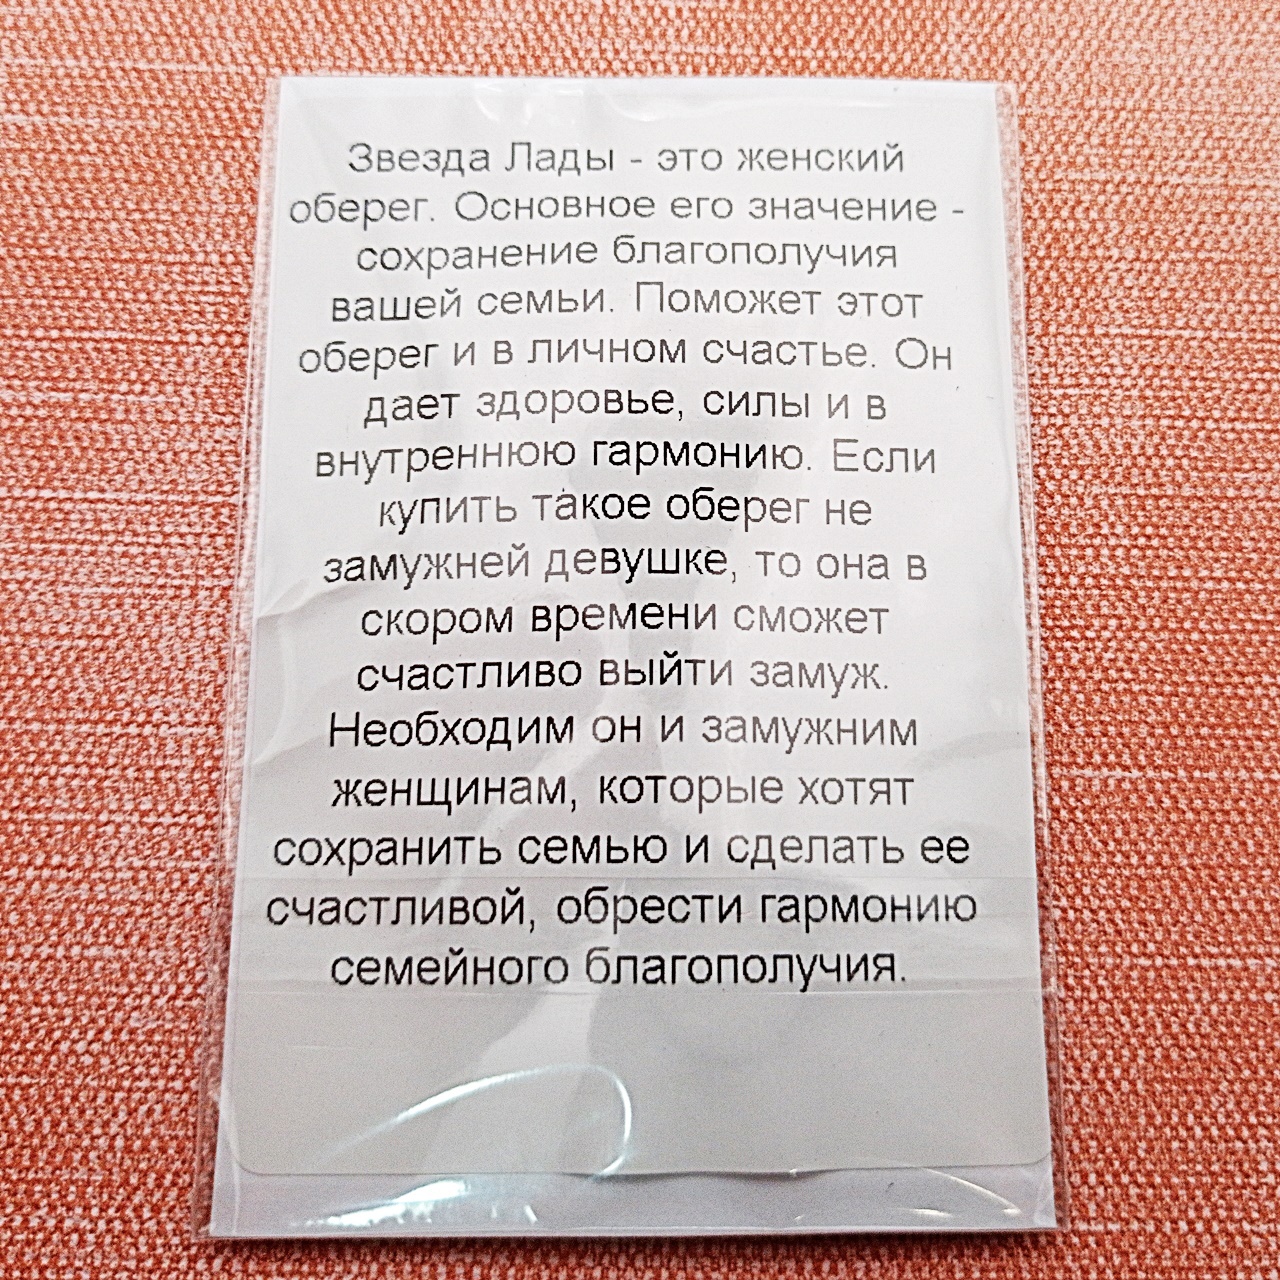 Звезда Лады - это женский
оберег. Основное его значение -
сохранение благополучия
вашей семьи. Поможет этот
оберег и в личном счастье. Он
дает здоровье, силы и в
внутреннюю гармонию. Если
купить такое оберег не
замужней девушке, то она в
скором времени сможет
счастливо выйти замуж.
Необходим он и замужним
женщинам, которые хотят
сохранить семью и сделать ее
счастливой, обрести гармонию
семейного благополучия.